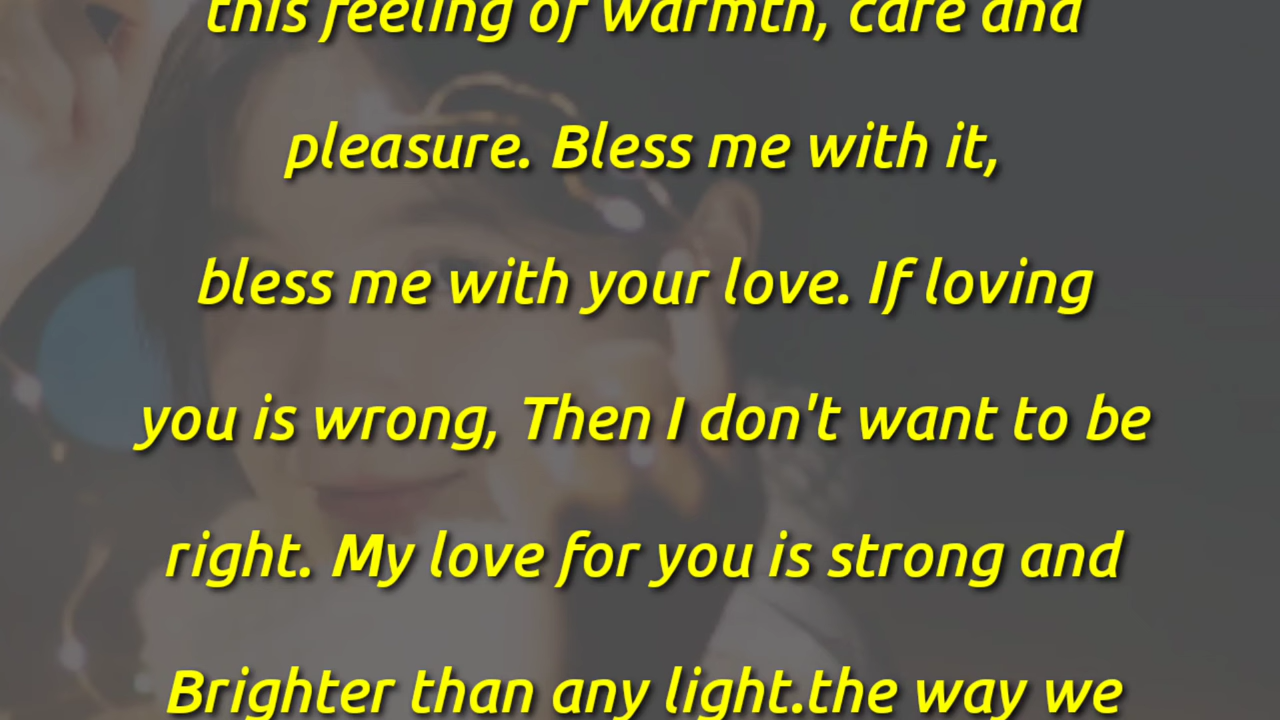 this feeling of warmth, care and
pleasure. Bless me with it,
bless me with your love. If loving
you is wrong, Then I don't want to be
right. My love for you is strong and
Brighter than any light.the way we